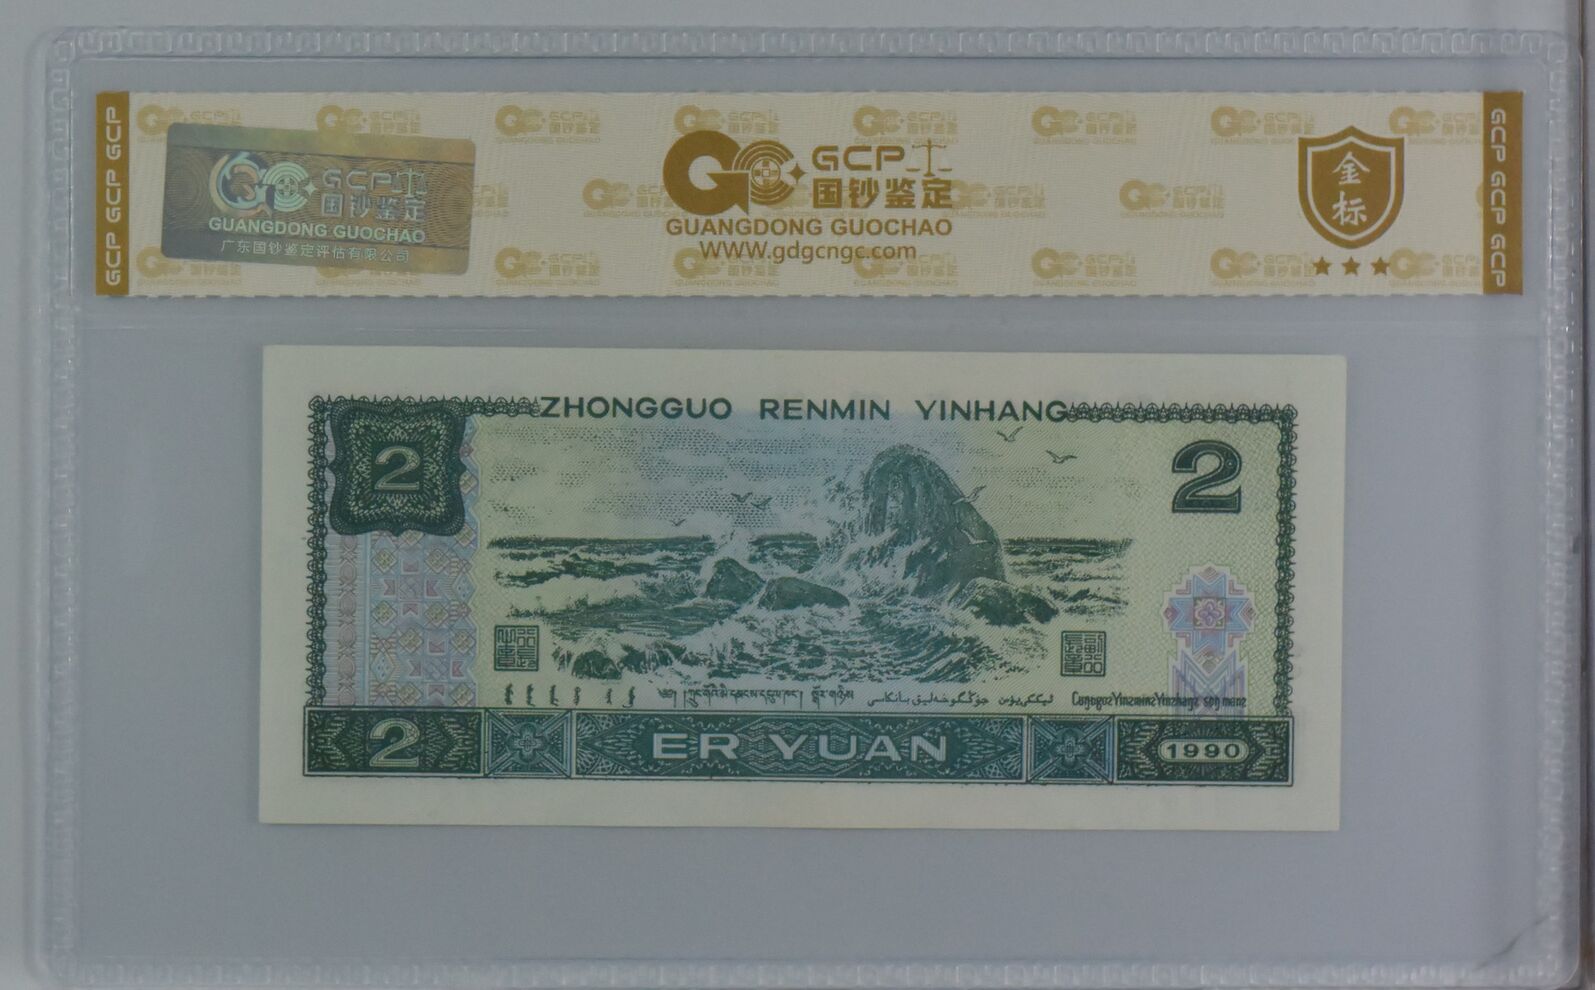 GCP GCP GCP
GCP
国钞鉴定
GUANGDONG GUOCHAO
广东国钞鉴定评估有限公司
GCP
国钞鉴定
GUANGDONG GUOCHAO
WWW.gdgcngc.com
金标
GCP GCP GCP
ZHONGGUO RENMIN YINHANG
2
2
2
ER YUAN
1990